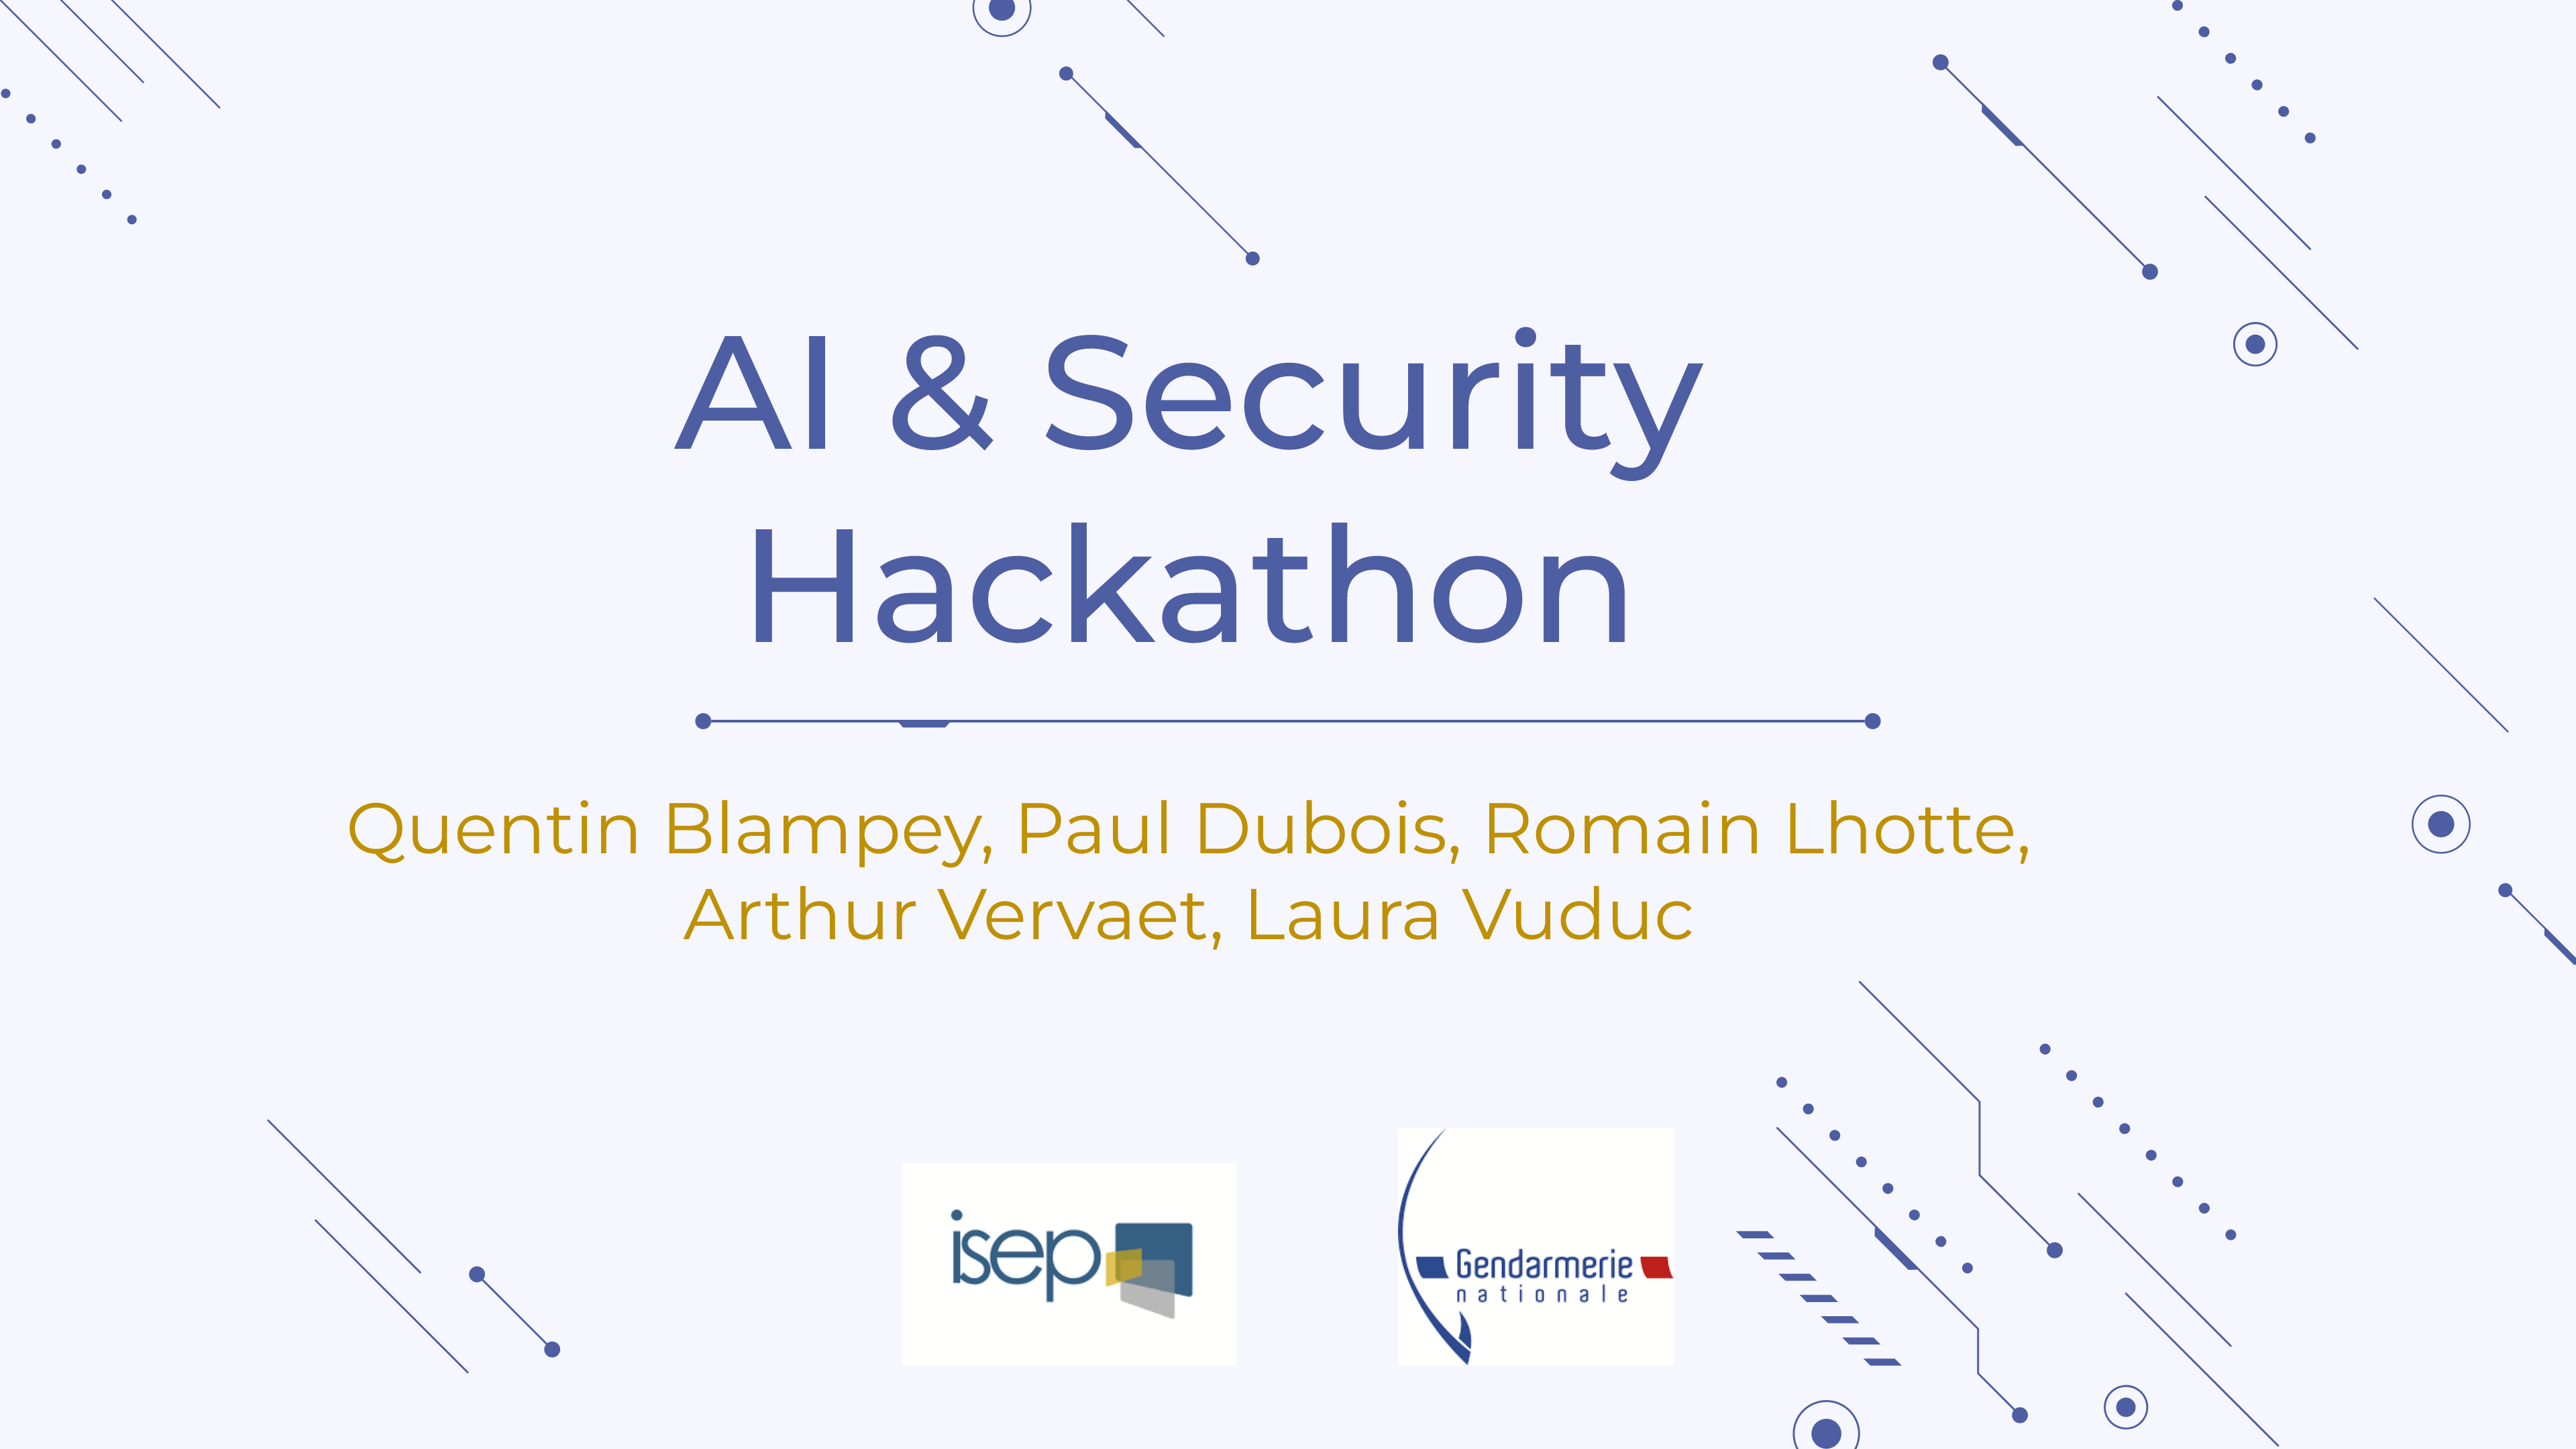 AI & Security
Hackathon
Quentin Blampey, Paul Dubois, Romain Lhotte,
Arthur Vervaet, Laura Vuduc
isep
Gendarmerie
nationale